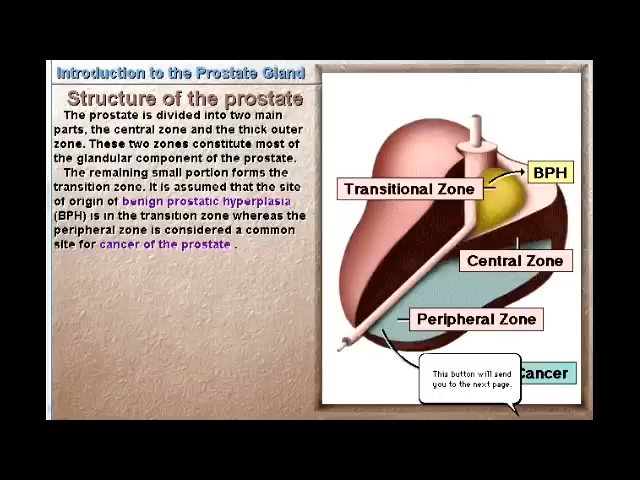 Introduction to the Prostate Gland
Structure of the prostate
The prostate is divided into two main
parts, the central zone and the thick outer
zone. These two zones constitute most of
the glandular component of the prostate.
The remaining small portion forms the
transition zone. It is assumed that the site
of origin of benign prostatic hyperplasia
(BPH) is in the transition zone whereas the
peripheral zone is considered a common
site for cancer of the prostate .
BPH
Transitional Zone
Central Zone
Peripheral Zone
Cancer
This button will send
you to the next page.